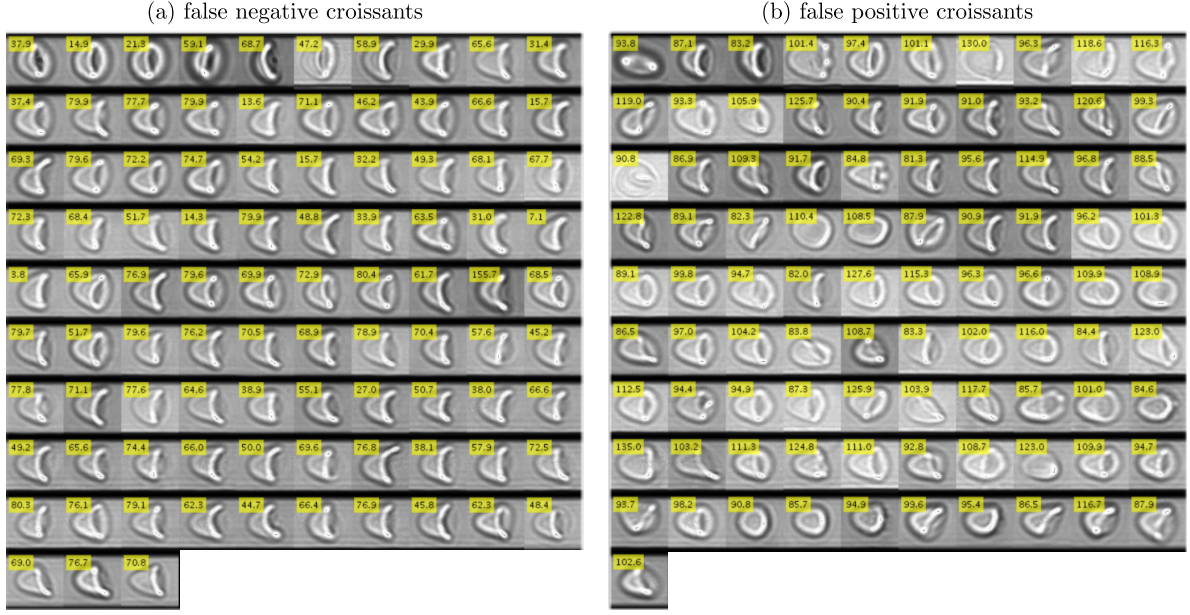 (a) false negative croissants
37.9 14.9 21.3 59.1 68.7 47.2 58.9 29.9 65.6 31.4
37.4 79.9 77.7 79.9 13.6 71.1 46.2 43.9 66.6 15.7
69.3 79.6 72.2 74.7 54.2 15.7 32.2 49.3 68.1 67.7
72.3 68.4 51.7 14.3 79.9 48.8 33.9 63.5 31.0 7.1
3.8 65.9 76.9 79.6 69.9 72.9 80.4 61.7 155.7 68.5
79.7 51.7 79.6 76.2 70.5 68.9 78.9 70.4 57.6 45.2
77.8 71.1 77.6 64.6 38.9 55.1 27.0 50.7 38.0 66.6
49.2 65.6 74.4 66.0 50.0 69.6 76.8 38.1 57.9 72.5
80.3 76.1 79.1 62.3 44.7 66.4 76.9 45.8 62.3 48.4
69.0 76.7 70.8
(b) false positive croissants
93.8 87.1 83.2 101.4 97.4 101.1 130.0 96.3 118.6 116.3
119.0 93.3 105.9 125.7 90.4 91.9 91.0 93.2 120.6 99.3
90.8 86.9 109.3 91.7 84.8 81.3 95.6 114.9 96.8 88.5
122.8 89.1 82.3 110.4 108.5 87.9 90.9 91.9 96.2 101.3
89.1 99.8 94.7 82.0 127.6 115.3 96.3 96.6 109.9 108.9
86.5 97.0 104.2 83.8 108.7 83.3 102.0 116.0 84.4 123.0
112.5 94.4 94.9 87.3 125.9 103.9 117.7 85.7 101.0 84.6
135.0 103.2 111.3 124.8 111.0 92.8 108.7 123.0 109.9 94.7
93.7 98.2 90.8 85.7 94.9 99.6 95.4 86.5 116.7 87.9
102.6